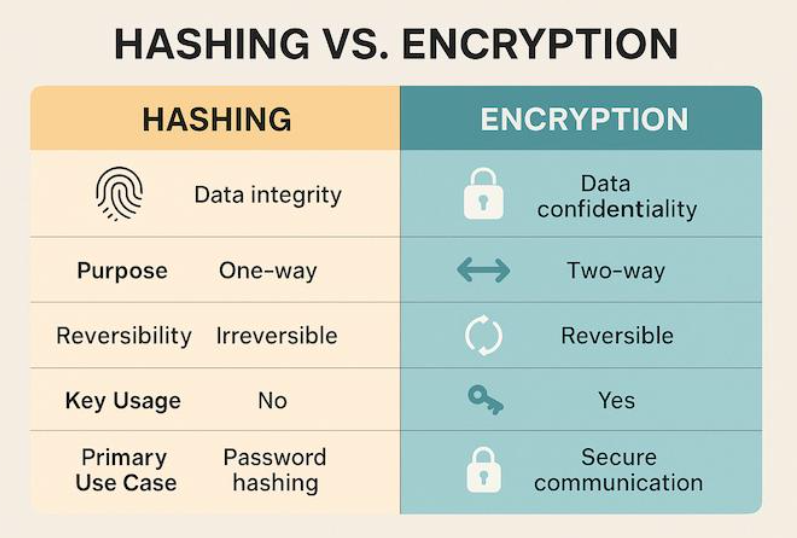 HASHING VS. ENCRYPTION
HASHING ENCRYPTION
Data integrity Data
confidentiality
Purpose One-way Two-way
Reversibility Irreversible Reversible
Key Usage No Yes
Primary Password Secure
Use Case hashing communication